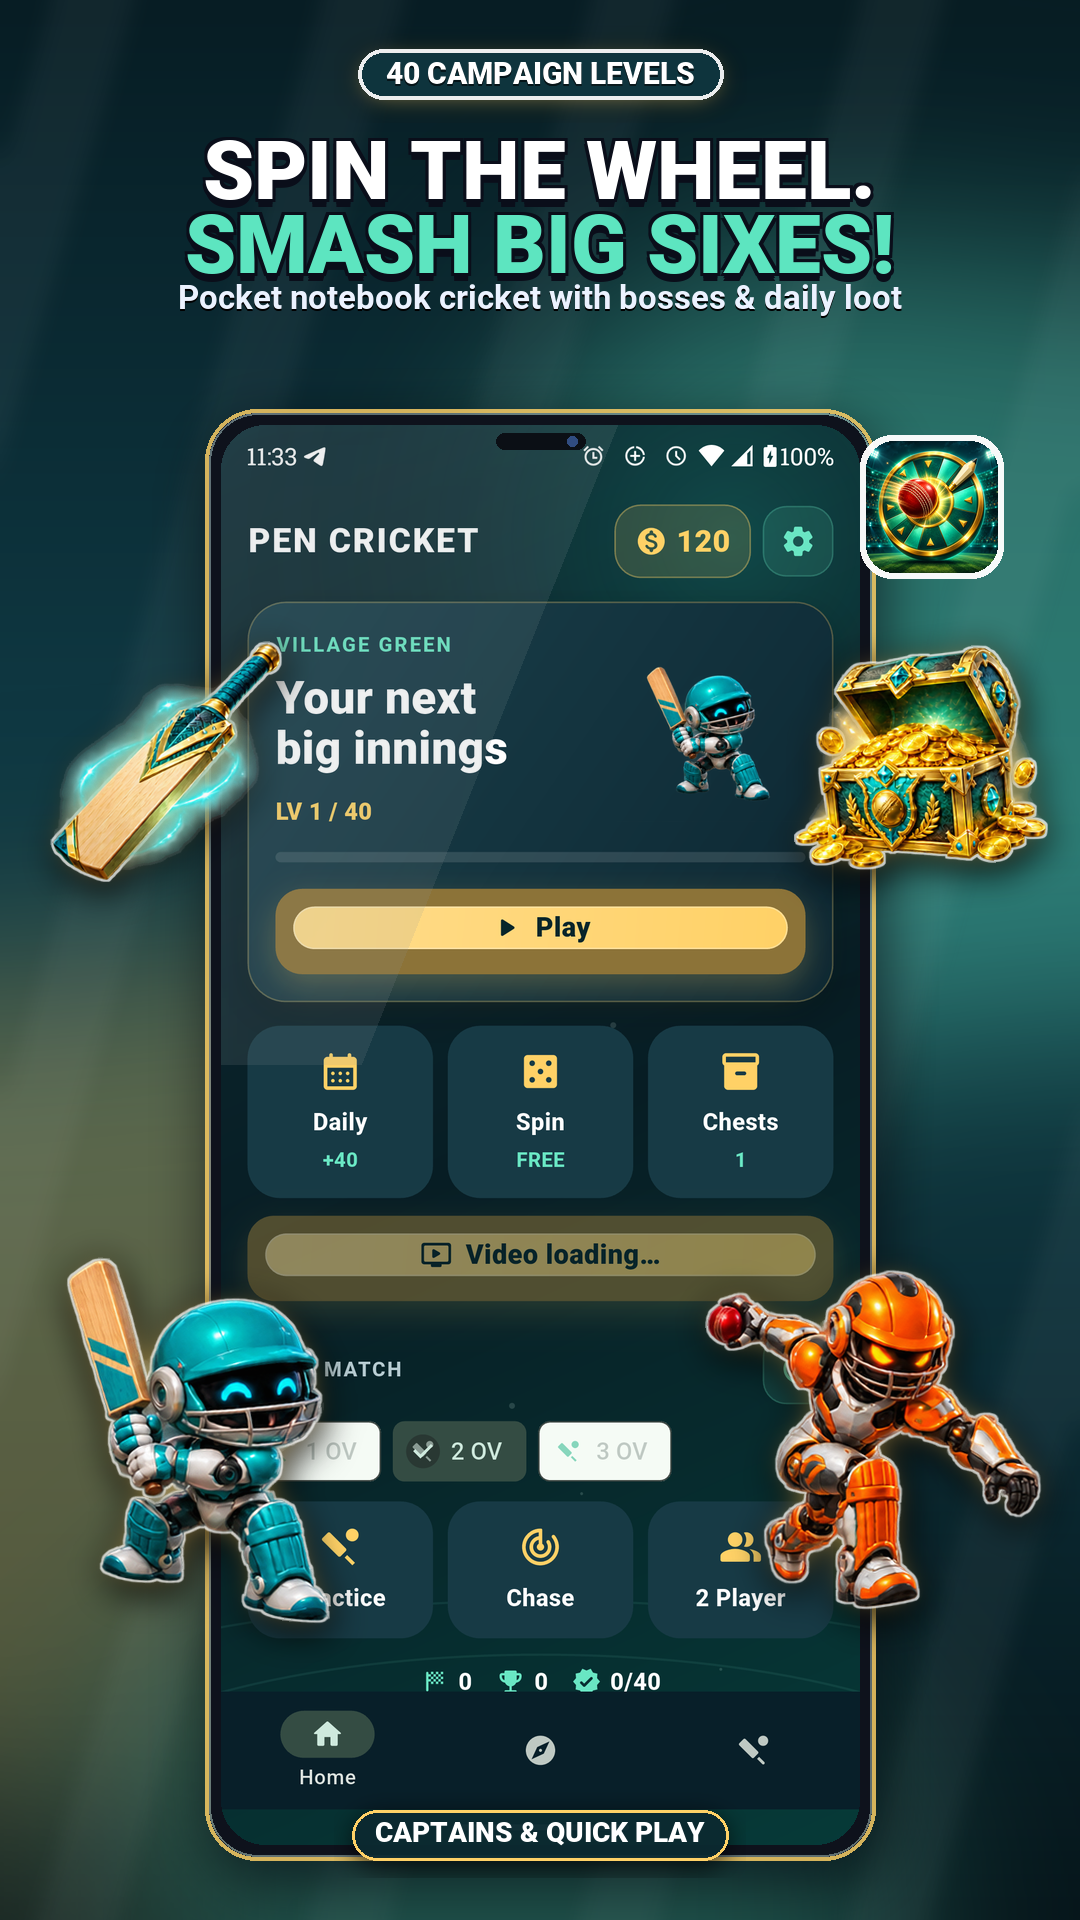 40 CAMPAIGN LEVELS
SPIN THE WHEEL.
SMASH BIG SIXES!
Pocket notebook cricket with bosses & daily loot
11:33 100%
PEN CRICKET
120
VILLAGE GREEN
Your next
big innings
LV 1 / 40
Play
Daily Spin Chests
+40 FREE 1
Video loading...
MATCH
1 OV 2 OV 3 OV
Chase 2 Player
0 0 0/40
Home
CAPTAINS & QUICK PLAY